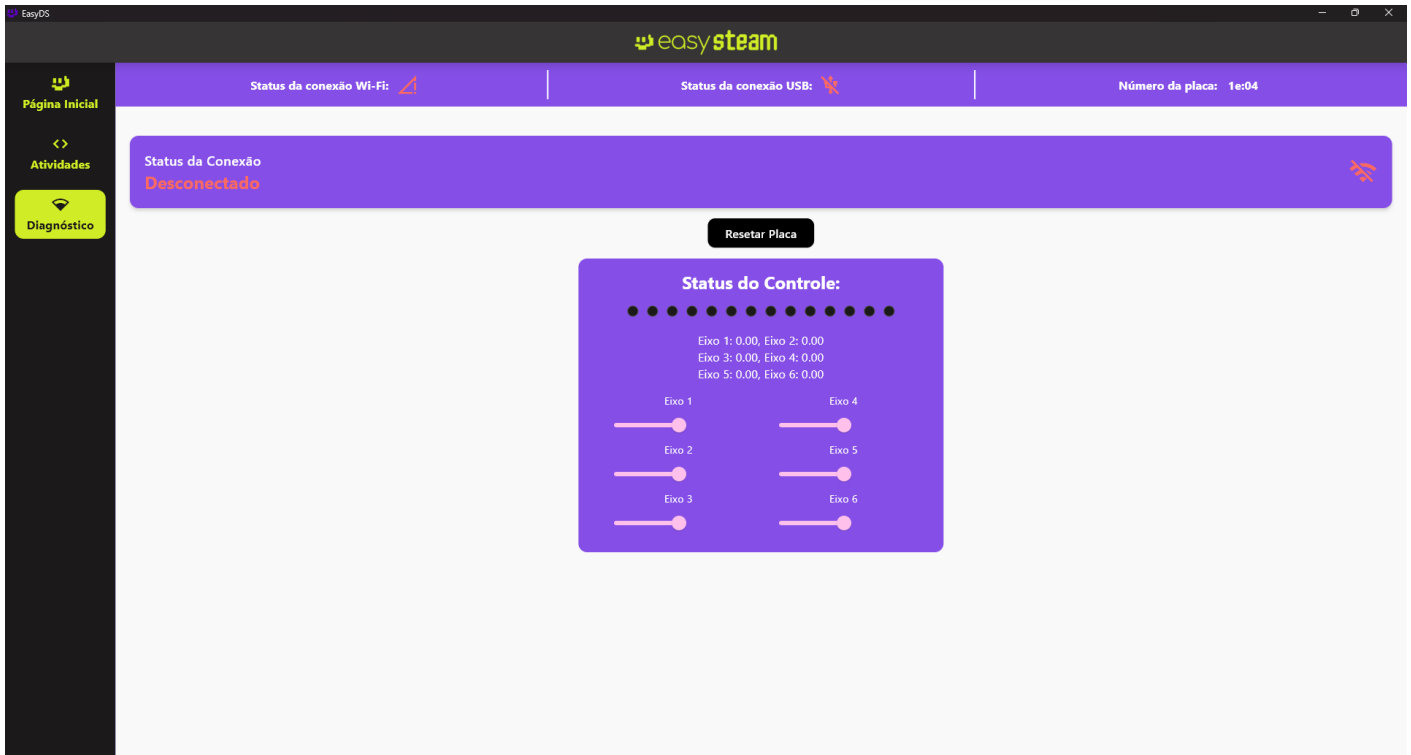 EasyDS
easy steam
Página Inicial
Atividades
Diagnóstico
Status da conexão Wi-Fi:
Status da conexão USB:
Número da placa: 1e:04
Status da Conexão
Desconectado
Resetar Placa
Status do Controle:
Eixo 1: 0.00, Eixo 2: 0.00
Eixo 3: 0.00, Eixo 4: 0.00
Eixo 5: 0.00, Eixo 6: 0.00
Eixo 1
Eixo 4
Eixo 2
Eixo 5
Eixo 3
Eixo 6